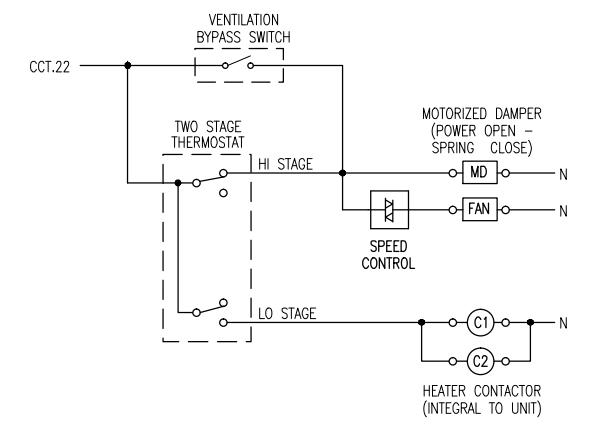 VENTILATION
BYPASS SWITCH
CCT.22
TWO STAGE
THERMOSTAT
HI STAGE
MOTORIZED DAMPER
(POWER OPEN -
SPRING CLOSE)
MD
N
FAN
N
SPEED
CONTROL
LO STAGE
C1
N
C2
HEATER CONTACTOR
(INTEGRAL TO UNIT)